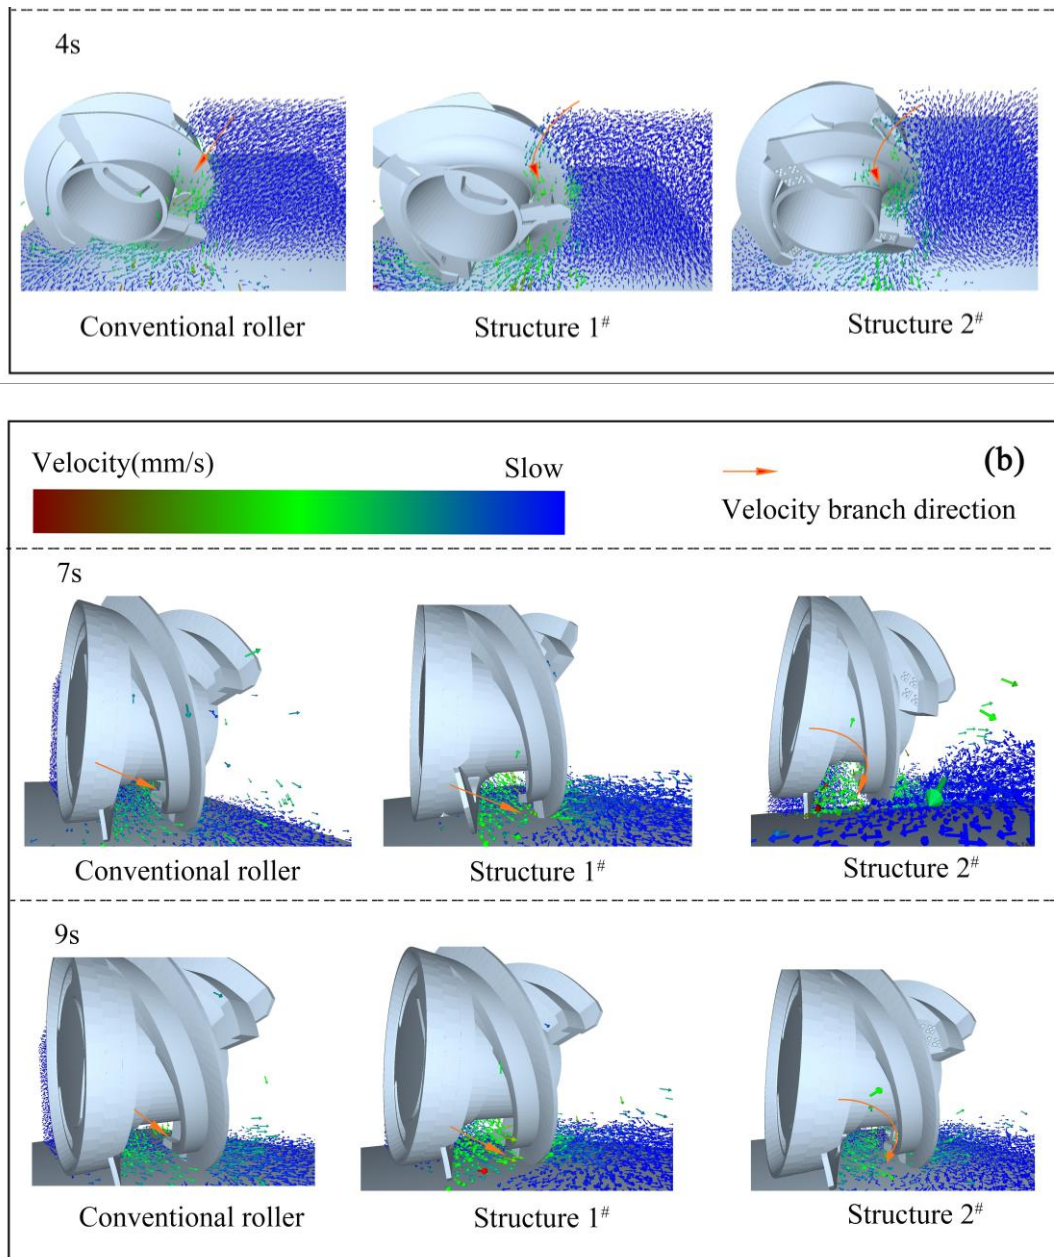 4s
Conventional roller
Structure 1#
Structure 2#
Velocity(mm/s)
Slow
(b)
Velocity branch direction
7s
Conventional roller
Structure 1#
Structure 2#
9s
Conventional roller
Structure 1#
Structure 2#